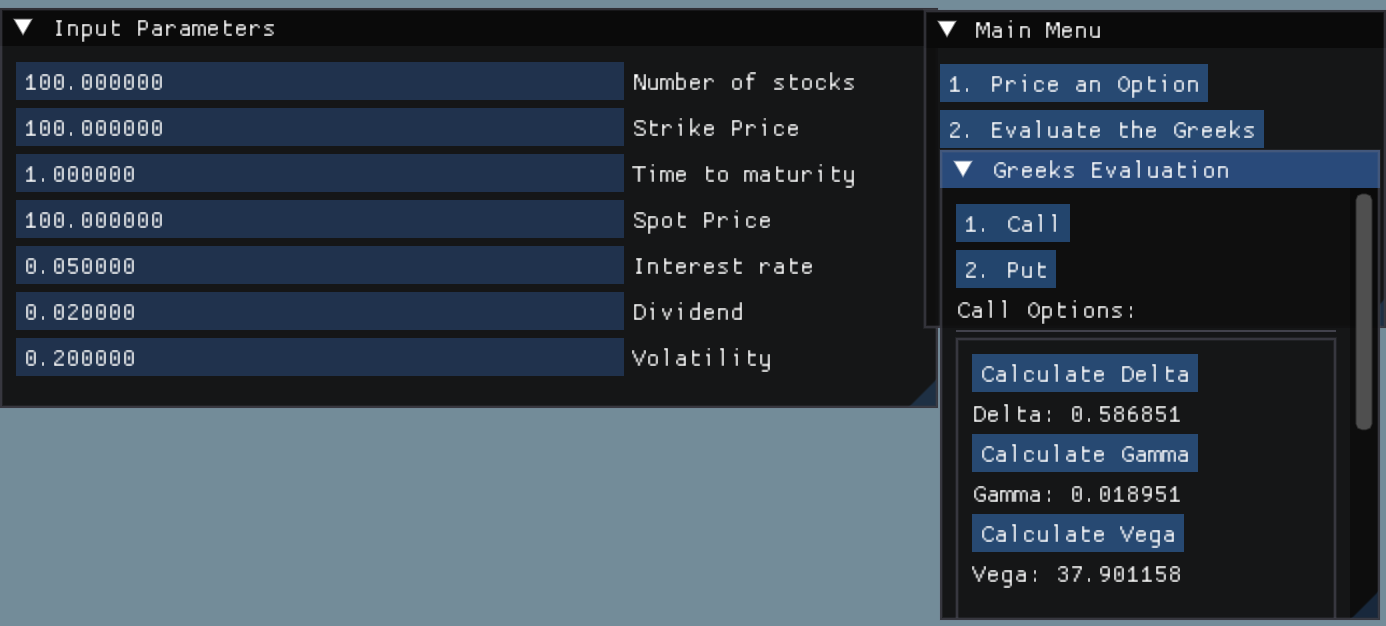 Input Parameters
100.000000 Number of stocks
100.000000 Strike Price
1.000000 Time to maturity
100.000000 Spot Price
0.050000 Interest rate
0.020000 Dividend
0.200000 Volatility
Main Menu
1. Price an Option
2. Evaluate the Greeks
Greeks Evaluation
1. Call
2. Put
Call Options:
Calculate Delta
Delta: 0.586851
Calculate Gamma
Gamma: 0.018951
Calculate Vega
Vega: 37.901158